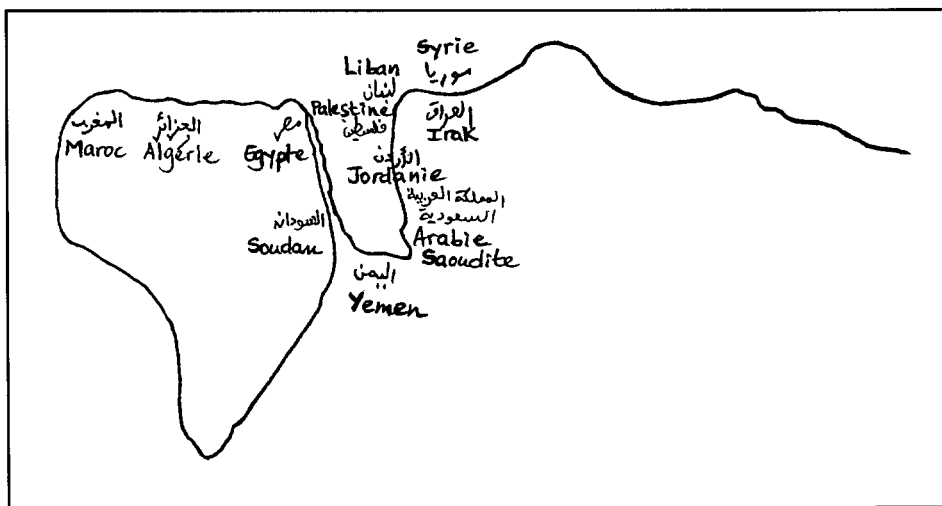 Syrie
سوريا
Liban
لبنان
Palestine
فلسطين
العراق
Irak
المغرب
Maroc
الجزائر
Algérie
مصر
Egypte
الأردن
Jordanie
المملكة العربية
السعودية
Arabie
Saoudite
السودان
Soudan
اليمن
Yemen